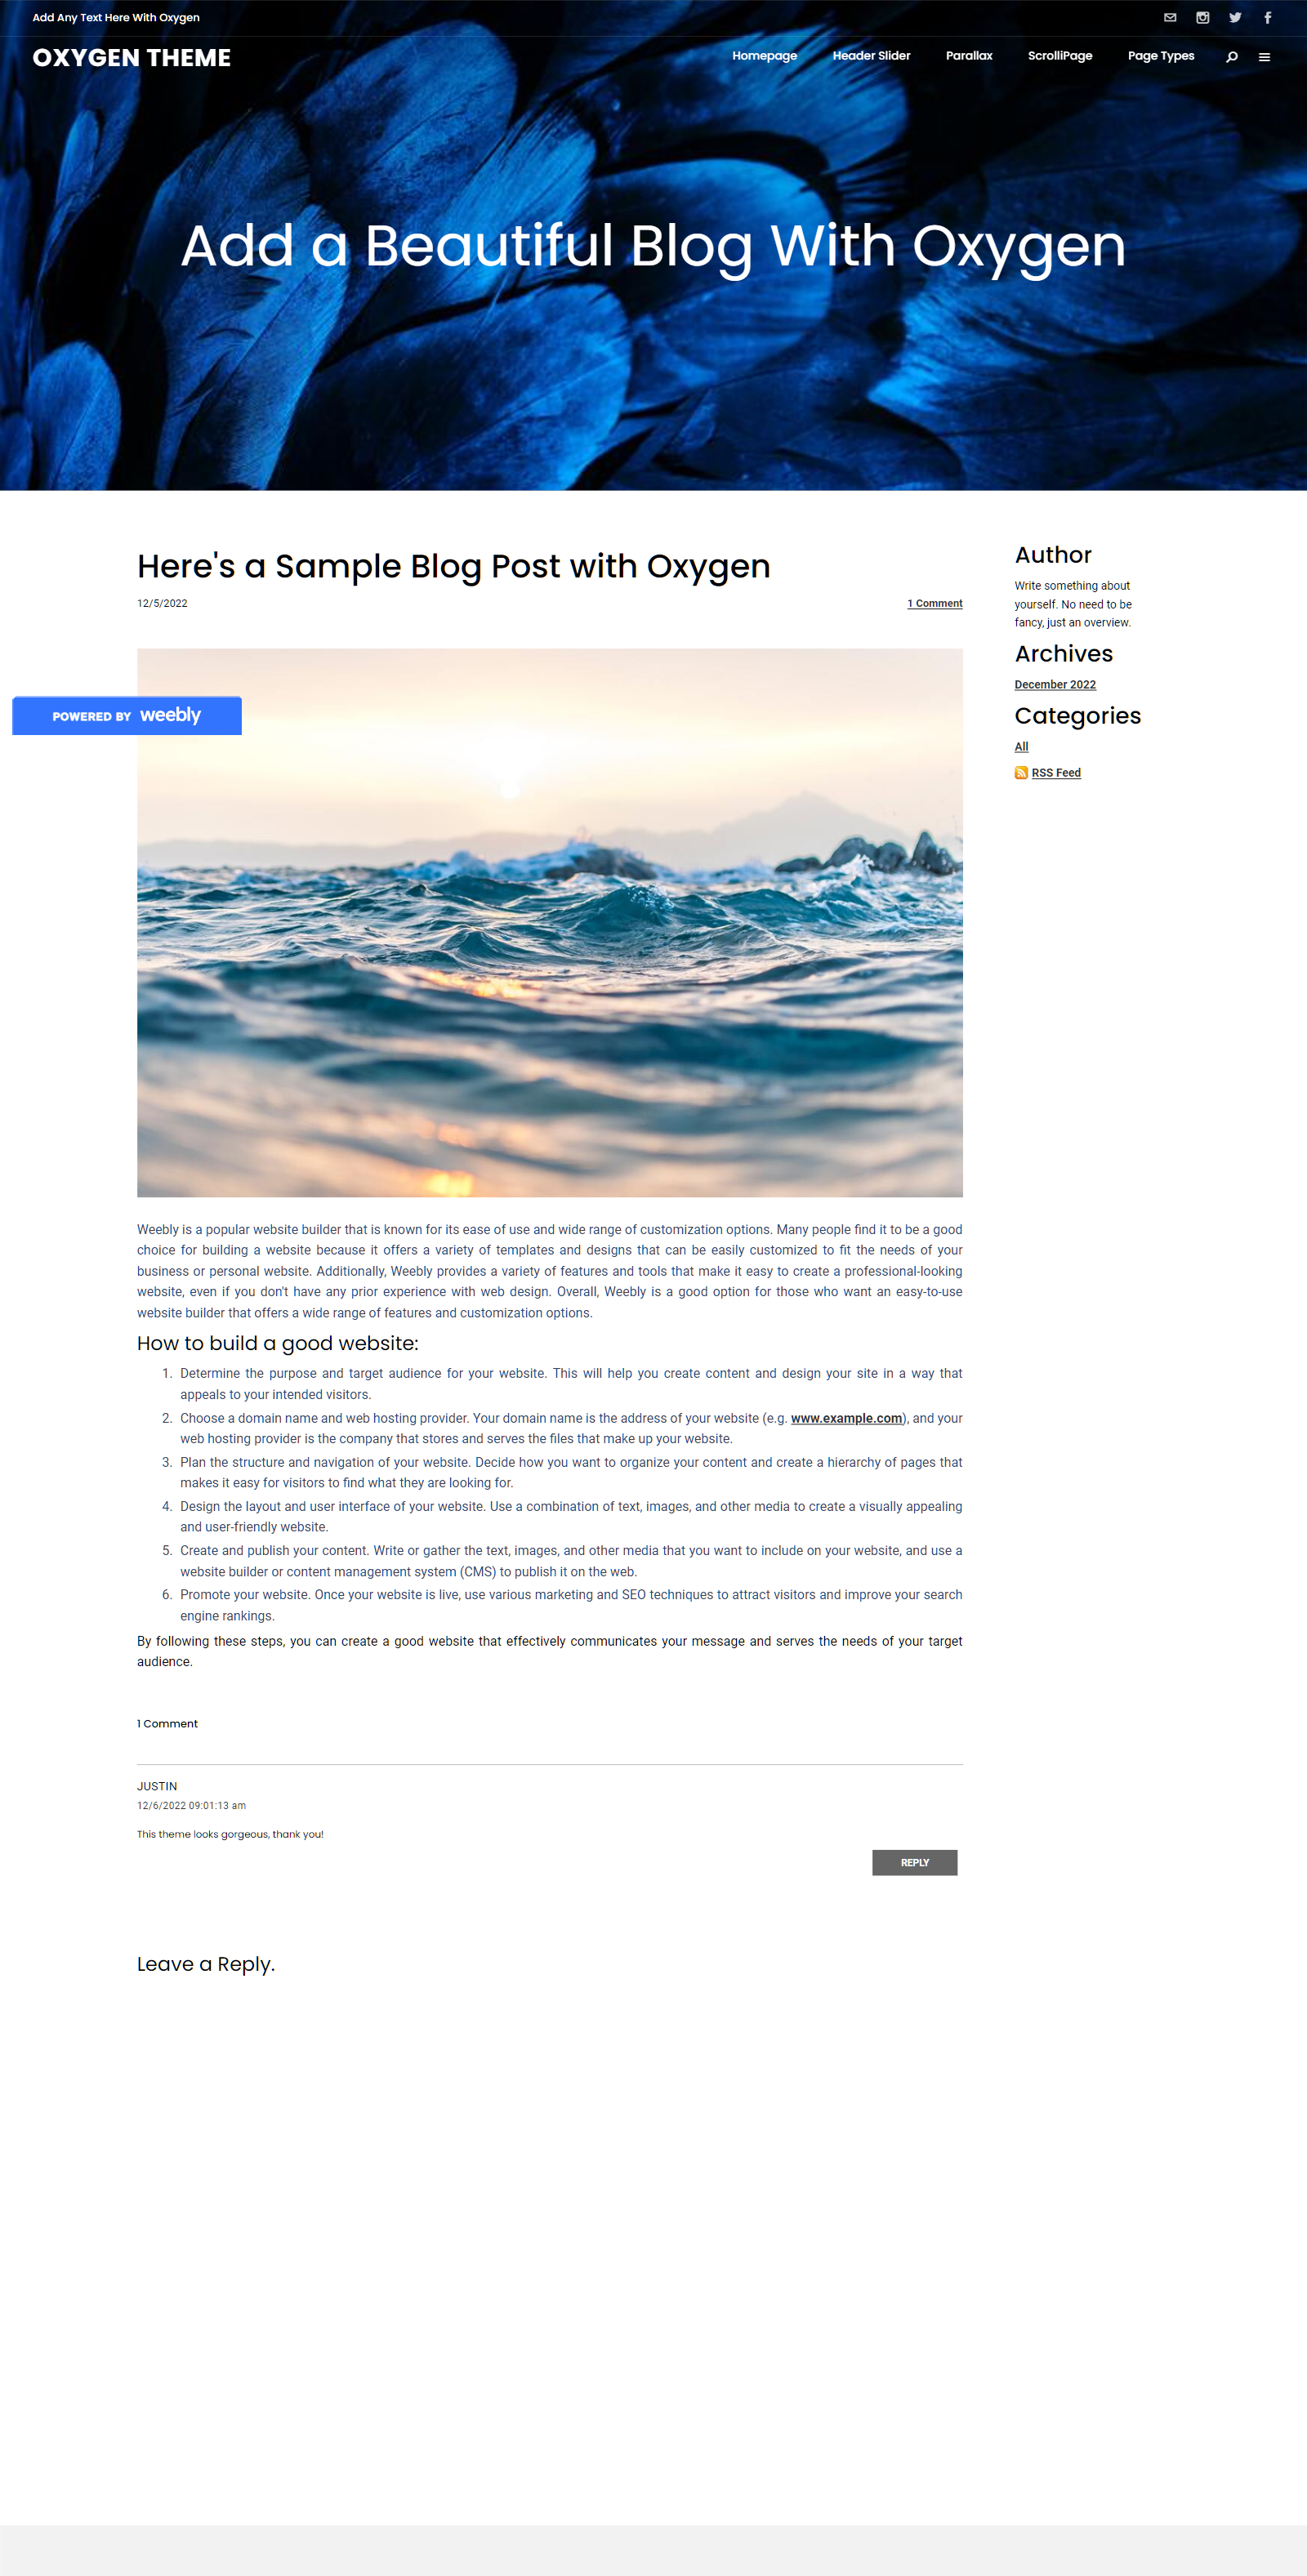 Add Any Text Here With Oxygen
OXYGEN THEME
Homepage Header Slider Parallax ScrolliPage Page Types
Add a Beautiful Blog With Oxygen
Here's a Sample Blog Post with Oxygen
12/5/2022
1 Comment
Author
Write something about
yourself. No need to be
fancy, just an overview.
Archives
December 2022
Categories
All
RSS Feed
POWERED BY weebly
Weebly is a popular website builder that is known for its ease of use and wide range of customization options. Many people find it to be a good
choice for building a website because it offers a variety of templates and designs that can be easily customized to fit the needs of your
business or personal website. Additionally, Weebly provides a variety of features and tools that make it easy to create a professional-looking
website, even if you don't have any prior experience with web design. Overall, Weebly is a good option for those who want an easy-to-use
website builder that offers a wide range of features and customization options.
How to build a good website:
1. Determine the purpose and target audience for your website. This will help you create content and design your site in a way that
appeals to your intended visitors.
2. Choose a domain name and web hosting provider. Your domain name is the address of your website (e.g. www.example.com), and your
web hosting provider is the company that stores and serves the files that make up your website.
3. Plan the structure and navigation of your website. Decide how you want to organize your content and create a hierarchy of pages that
makes it easy for visitors to find what they are looking for.
4. Design the layout and user interface of your website. Use a combination of text, images, and other media to create a visually appealing
and user-friendly website.
5. Create and publish your content. Write or gather the text, images, and other media that you want to include on your website, and use a
website builder or content management system (CMS) to publish it on the web.
6. Promote your website. Once your website is live, use various marketing and SEO techniques to attract visitors and improve your search
engine rankings.
By following these steps, you can create a good website that effectively communicates your message and serves the needs of your target
audience.
1 Comment
JUSTIN
12/6/2022 09:01:13 am
This theme looks gorgeous, thank you!
REPLY
Leave a Reply.